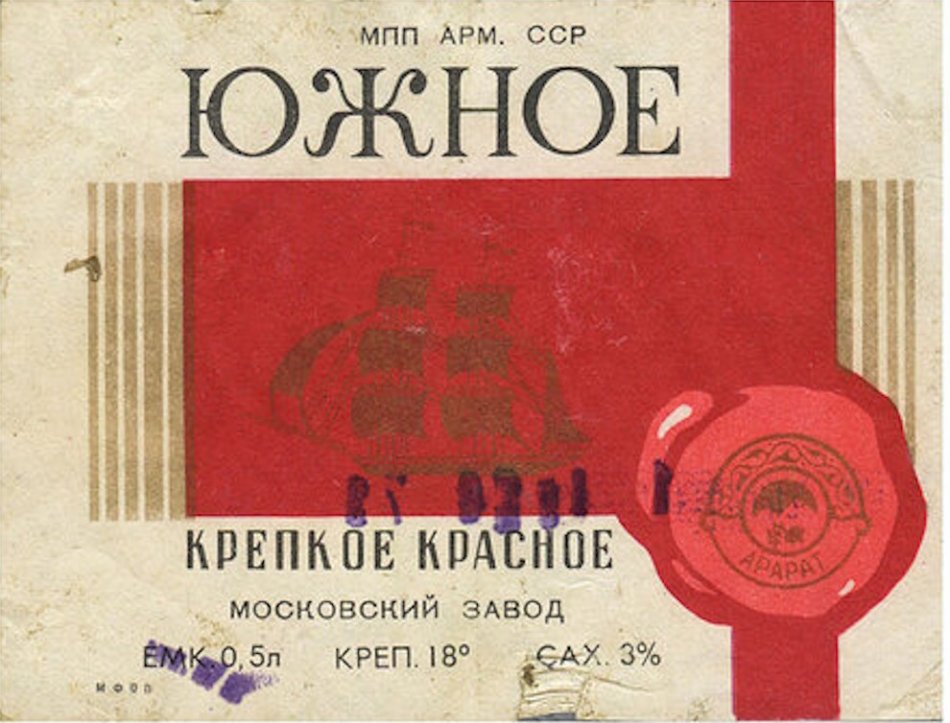 МПП АРМ. ССР
ЮЖНОЕ
АРАРАТ
КРЕПКОЕ КРАСНОЕ
МОСКОВСКИЙ ЗАВОД
ЕМК. 0,5л КРЕП. 18° САХ. 3%